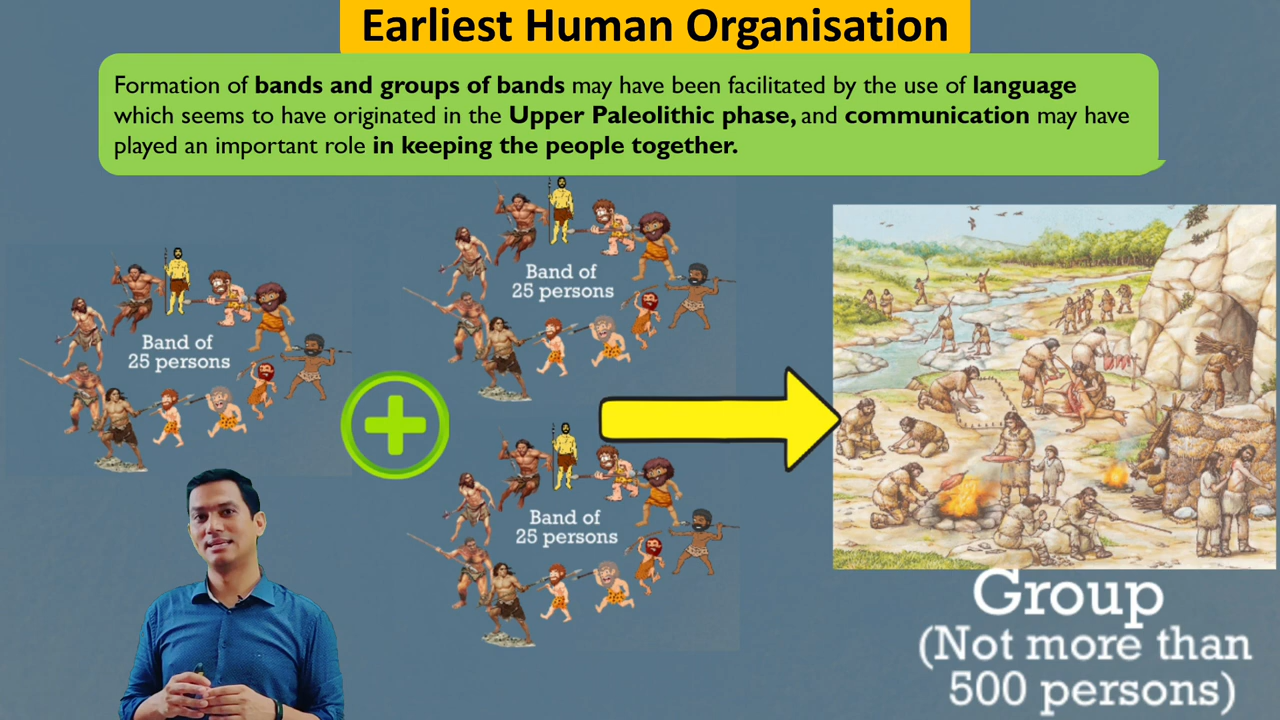 Earliest Human Organisation
Formation of bands and groups of bands may have been facilitated by the use of language
which seems to have originated in the Upper Paleolithic phase, and communication may have
played an important role in keeping the people together.
Band of
25 persons
Band of
25 persons
Band of
25 persons
Group
(Not more than
500 persons)